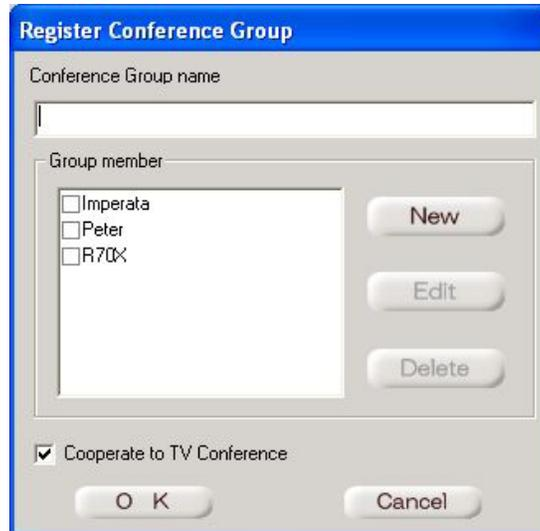 Register Conference Group
Conference Group name
Group member
Imperata
Peter
R70X
New
Edit
Delete
Cooperate to TV Conference
O K
Cancel